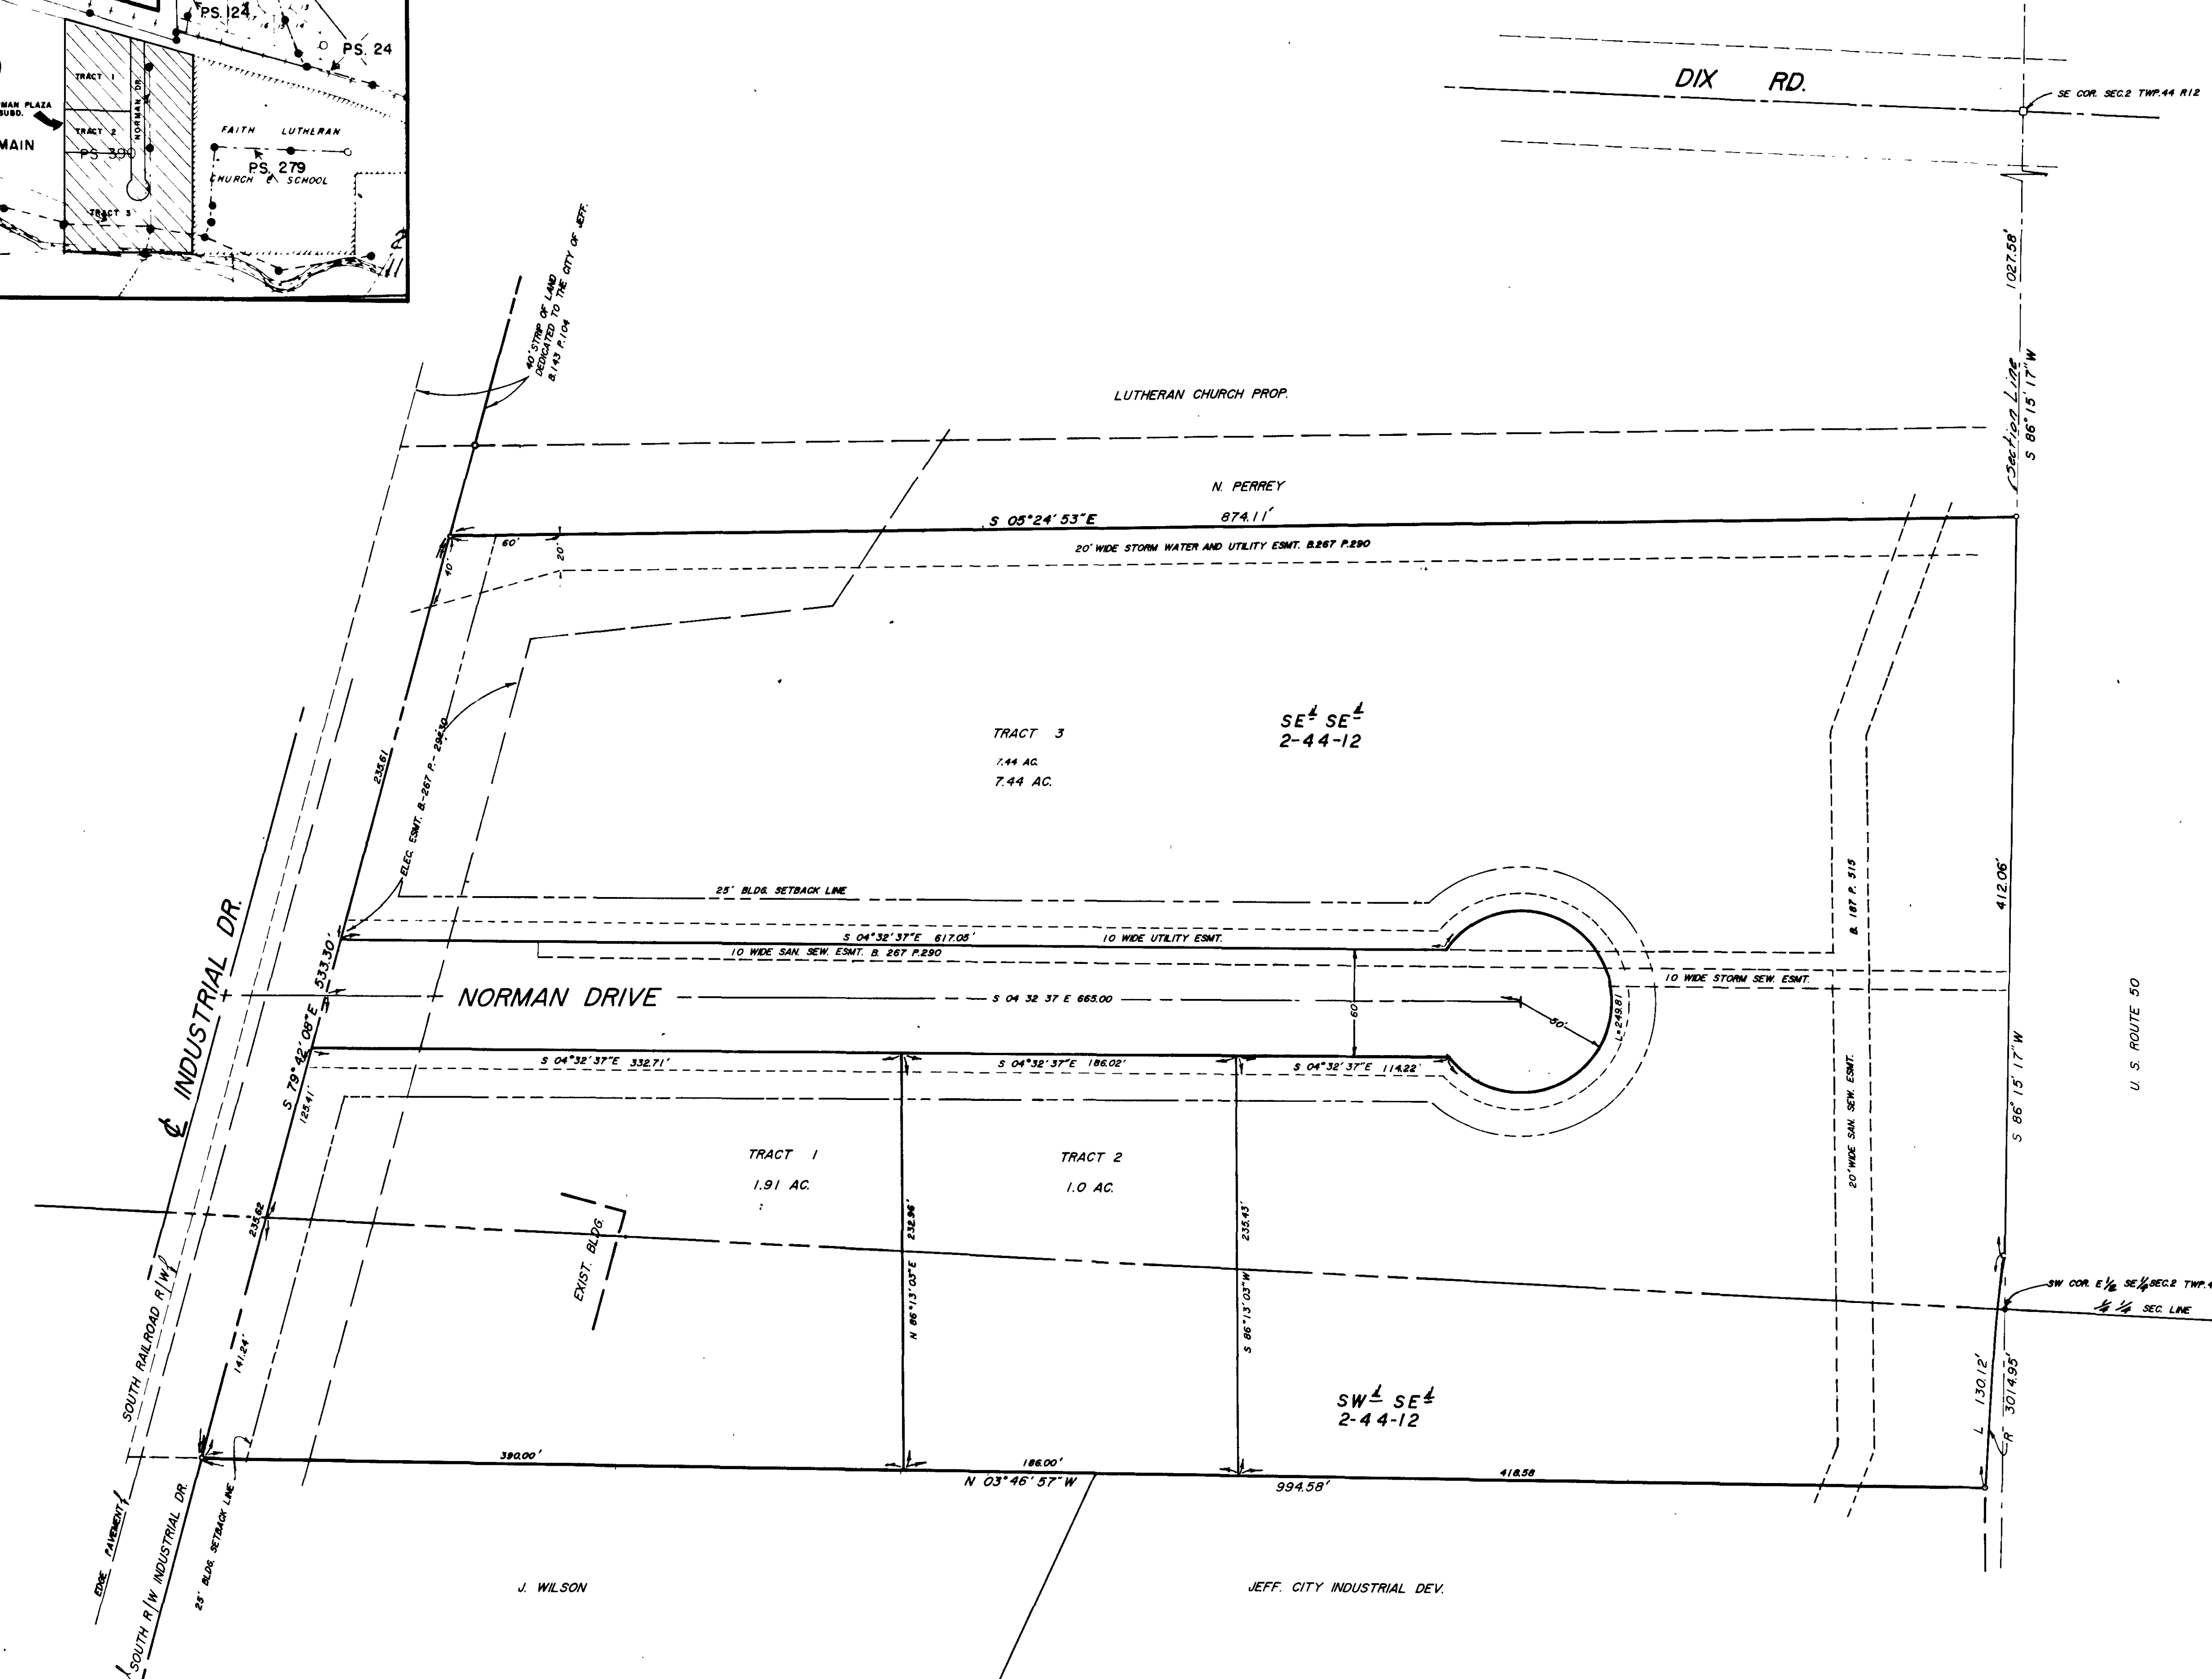 PS. 124
PS. 24
TRACT 1
NORMAN DR.
MAN PLAZA
SUBD.
TRACT 2
MAIN
PS 390
FAITH LUTHERAN
PS. 279
CHURCH & SCHOOL
TRACT 3
DIX RD.
SE COR. SEC.2 TWP.44 R12
1027.58'
Section Line
S 86°15'17"W
40' STRIP OF LAND
DEDICATED TO THE CITY OF JEFF.
B.143 P.104
LUTHERAN CHURCH PROP.
N. PERREY
S 05°24'53"E 874.11'
20' WIDE STORM WATER AND UTILITY ESMT. B.267 P.290
60'
20'
40'
235.61
ELEC. ESMT. B.-267 P.-
TRACT 3
7.44 AC.
7.44 AC.
SE¼ SE¼
2-44-12
25' BLDG. SETBACK LINE
S 04°32'37"E 617.05'
10 WIDE UTILITY ESMT.
10 WIDE SAN. SEW. ESMT. B. 267 P.290
NORMAN DRIVE
S 04 32 37 E 665.00
60'
50'
L=249.81
10 WIDE STORM SEW. ESMT.
B. 187 P. 515
20' WIDE SAN. SEW. ESMT.
412.06'
S 86°15'17"W
U. S. ROUTE 50
℄ INDUSTRIAL DR.
S 79°42'08"E 533.30'
125.41'
S 04°32'37"E 332.71'
S 04°32'37"E 186.02'
S 04°32'37"E 114.22'
TRACT 1
1.91 AC.
TRACT 2
1.0 AC.
235.62
EXIST. BLDG.
N 86°13'03"E 232.96'
S 86°13'03"W 235.43'
SW COR. E½ SE¼ SEC.2 TWP.4
¼ ¼ SEC. LINE
SOUTH RAILROAD R/W
141.24'
SW¼ SE¼
2-44-12
L 130.12'
R 3014.95'
390.00'
186.00'
418.58
N 03°46'57"W 994.58'
EDGE PAVEMENT
SOUTH R/W INDUSTRIAL DR.
25' BLDG. SETBACK LINE
J. WILSON
JEFF. CITY INDUSTRIAL DEV.